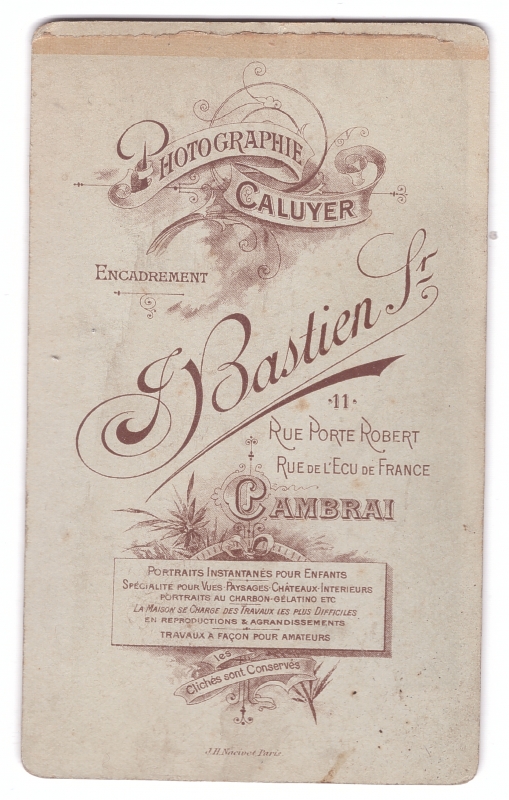 PHOTOGRAPHIE
CALUYER
ENCADREMENT
J Bastien Sr
·11·
RUE PORTE ROBERT
RUE DE L'ECU DE FRANCE
CAMBRAI
PORTRAITS INSTANTANÉS POUR ENFANTS
SPÉCIALITÉ POUR VUES·PAYSAGES·CHÂTEAUX·INTERIEURS
PORTRAITS AU CHARBON-GÉLATINO ETC
LA MAISON SE CHARGE DES TRAVAUX LES PLUS DIFFICILES
EN REPRODUCTIONS & AGRANDISSEMENTS
TRAVAUX A FAÇON POUR AMATEURS
les
Clichés sont Conservés
J.H. Nacivet, Paris